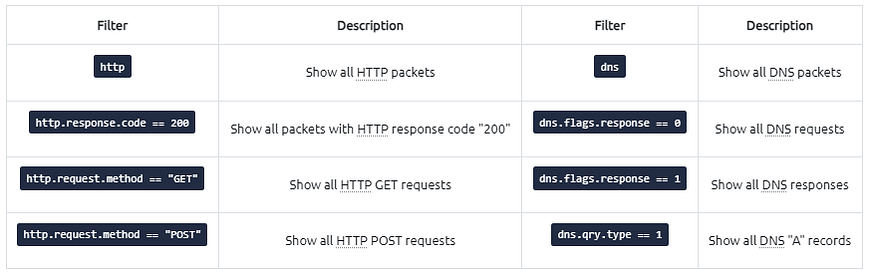 Filter Description Filter Description
http Show all HTTP packets dns Show all DNS packets
http.response.code == 200 Show all packets with HTTP response code "200" dns.flags.response == 0 Show all DNS requests
http.request.method == "GET" Show all HTTP GET requests dns.flags.response == 1 Show all DNS responses
http.request.method == "POST" Show all HTTP POST requests dns.qry.type == 1 Show all DNS "A" records